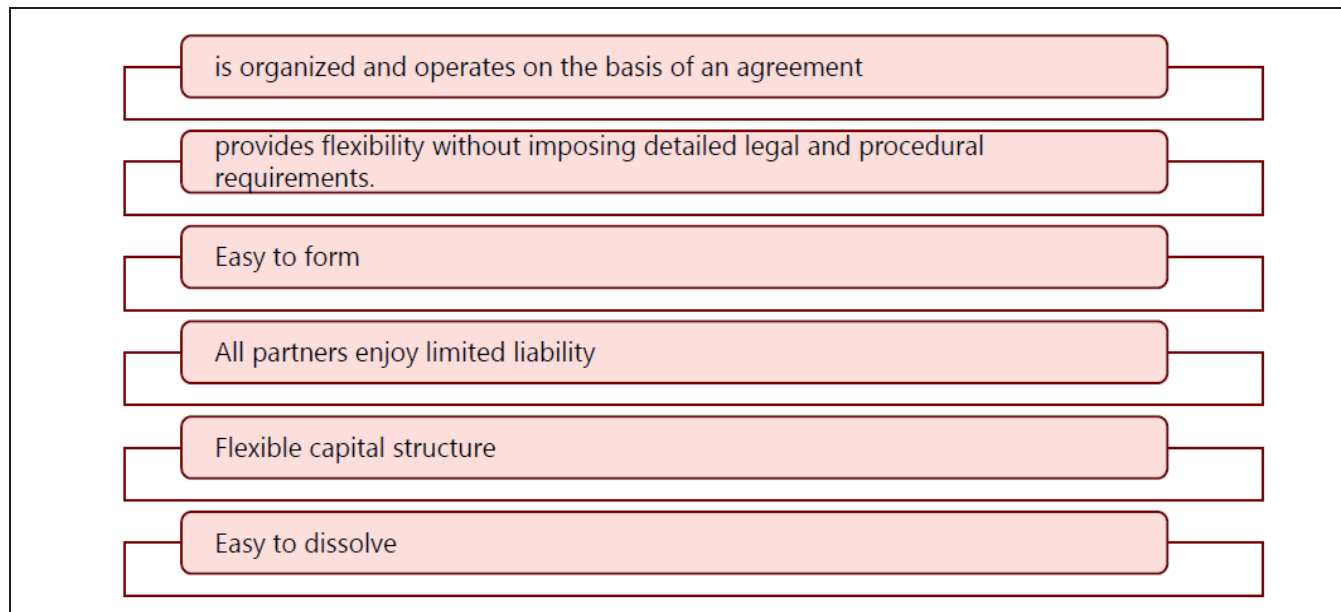 is organized and operates on the basis of an agreement
provides flexibility without imposing detailed legal and procedural
requirements.
Easy to form
All partners enjoy limited liability
Flexible capital structure
Easy to dissolve